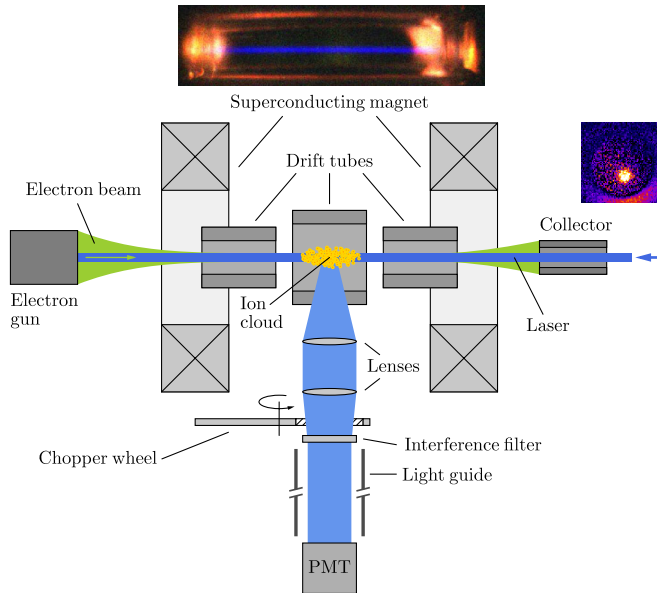 Superconducting magnet
Drift tubes
Electron beam
Collector
Electron
gun
Ion
cloud
Laser
Lenses
Chopper wheel
Interference filter
Light guide
PMT